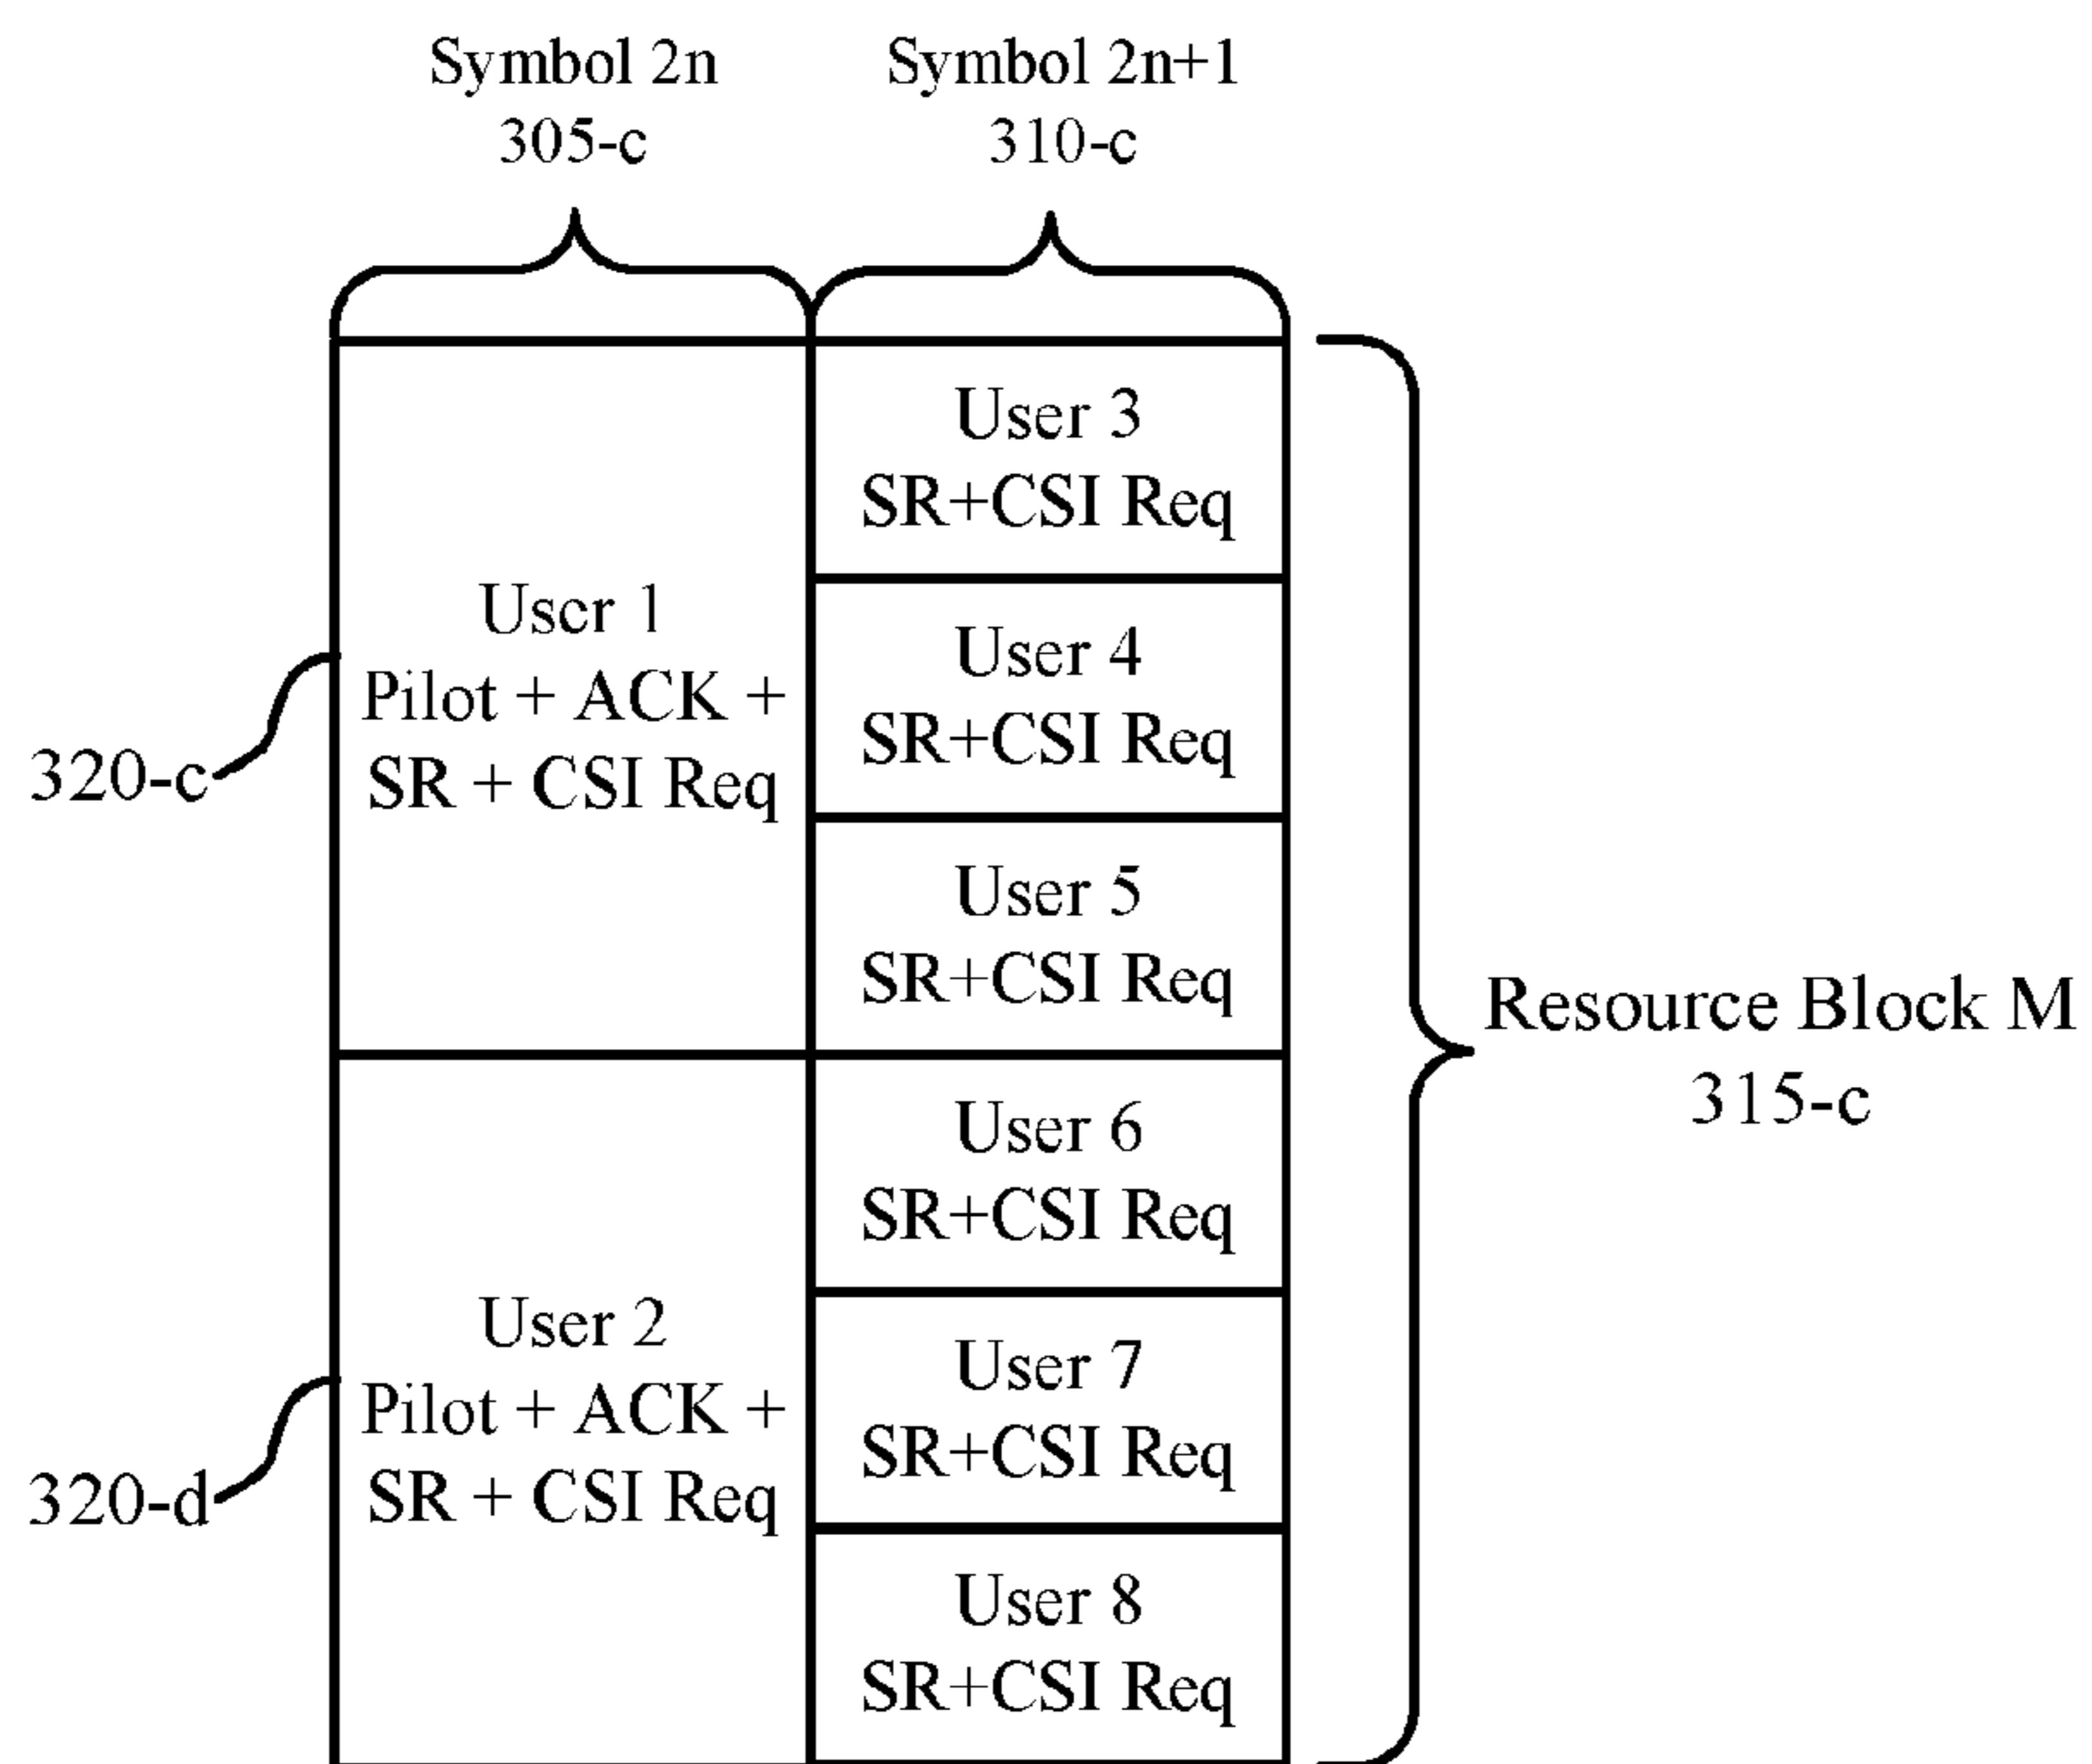 Symbol 2n
305-c
Symbol 2n+1
310-c
User 1
Pilot + ACK +
SR + CSI Req
320-c
User 2
Pilot + ACK +
SR + CSI Req
320-d
User 3
SR+CSI Req
User 4
SR+CSI Req
User 5
SR+CSI Req
User 6
SR+CSI Req
User 7
SR+CSI Req
User 8
SR+CSI Req
Resource Block M
315-c